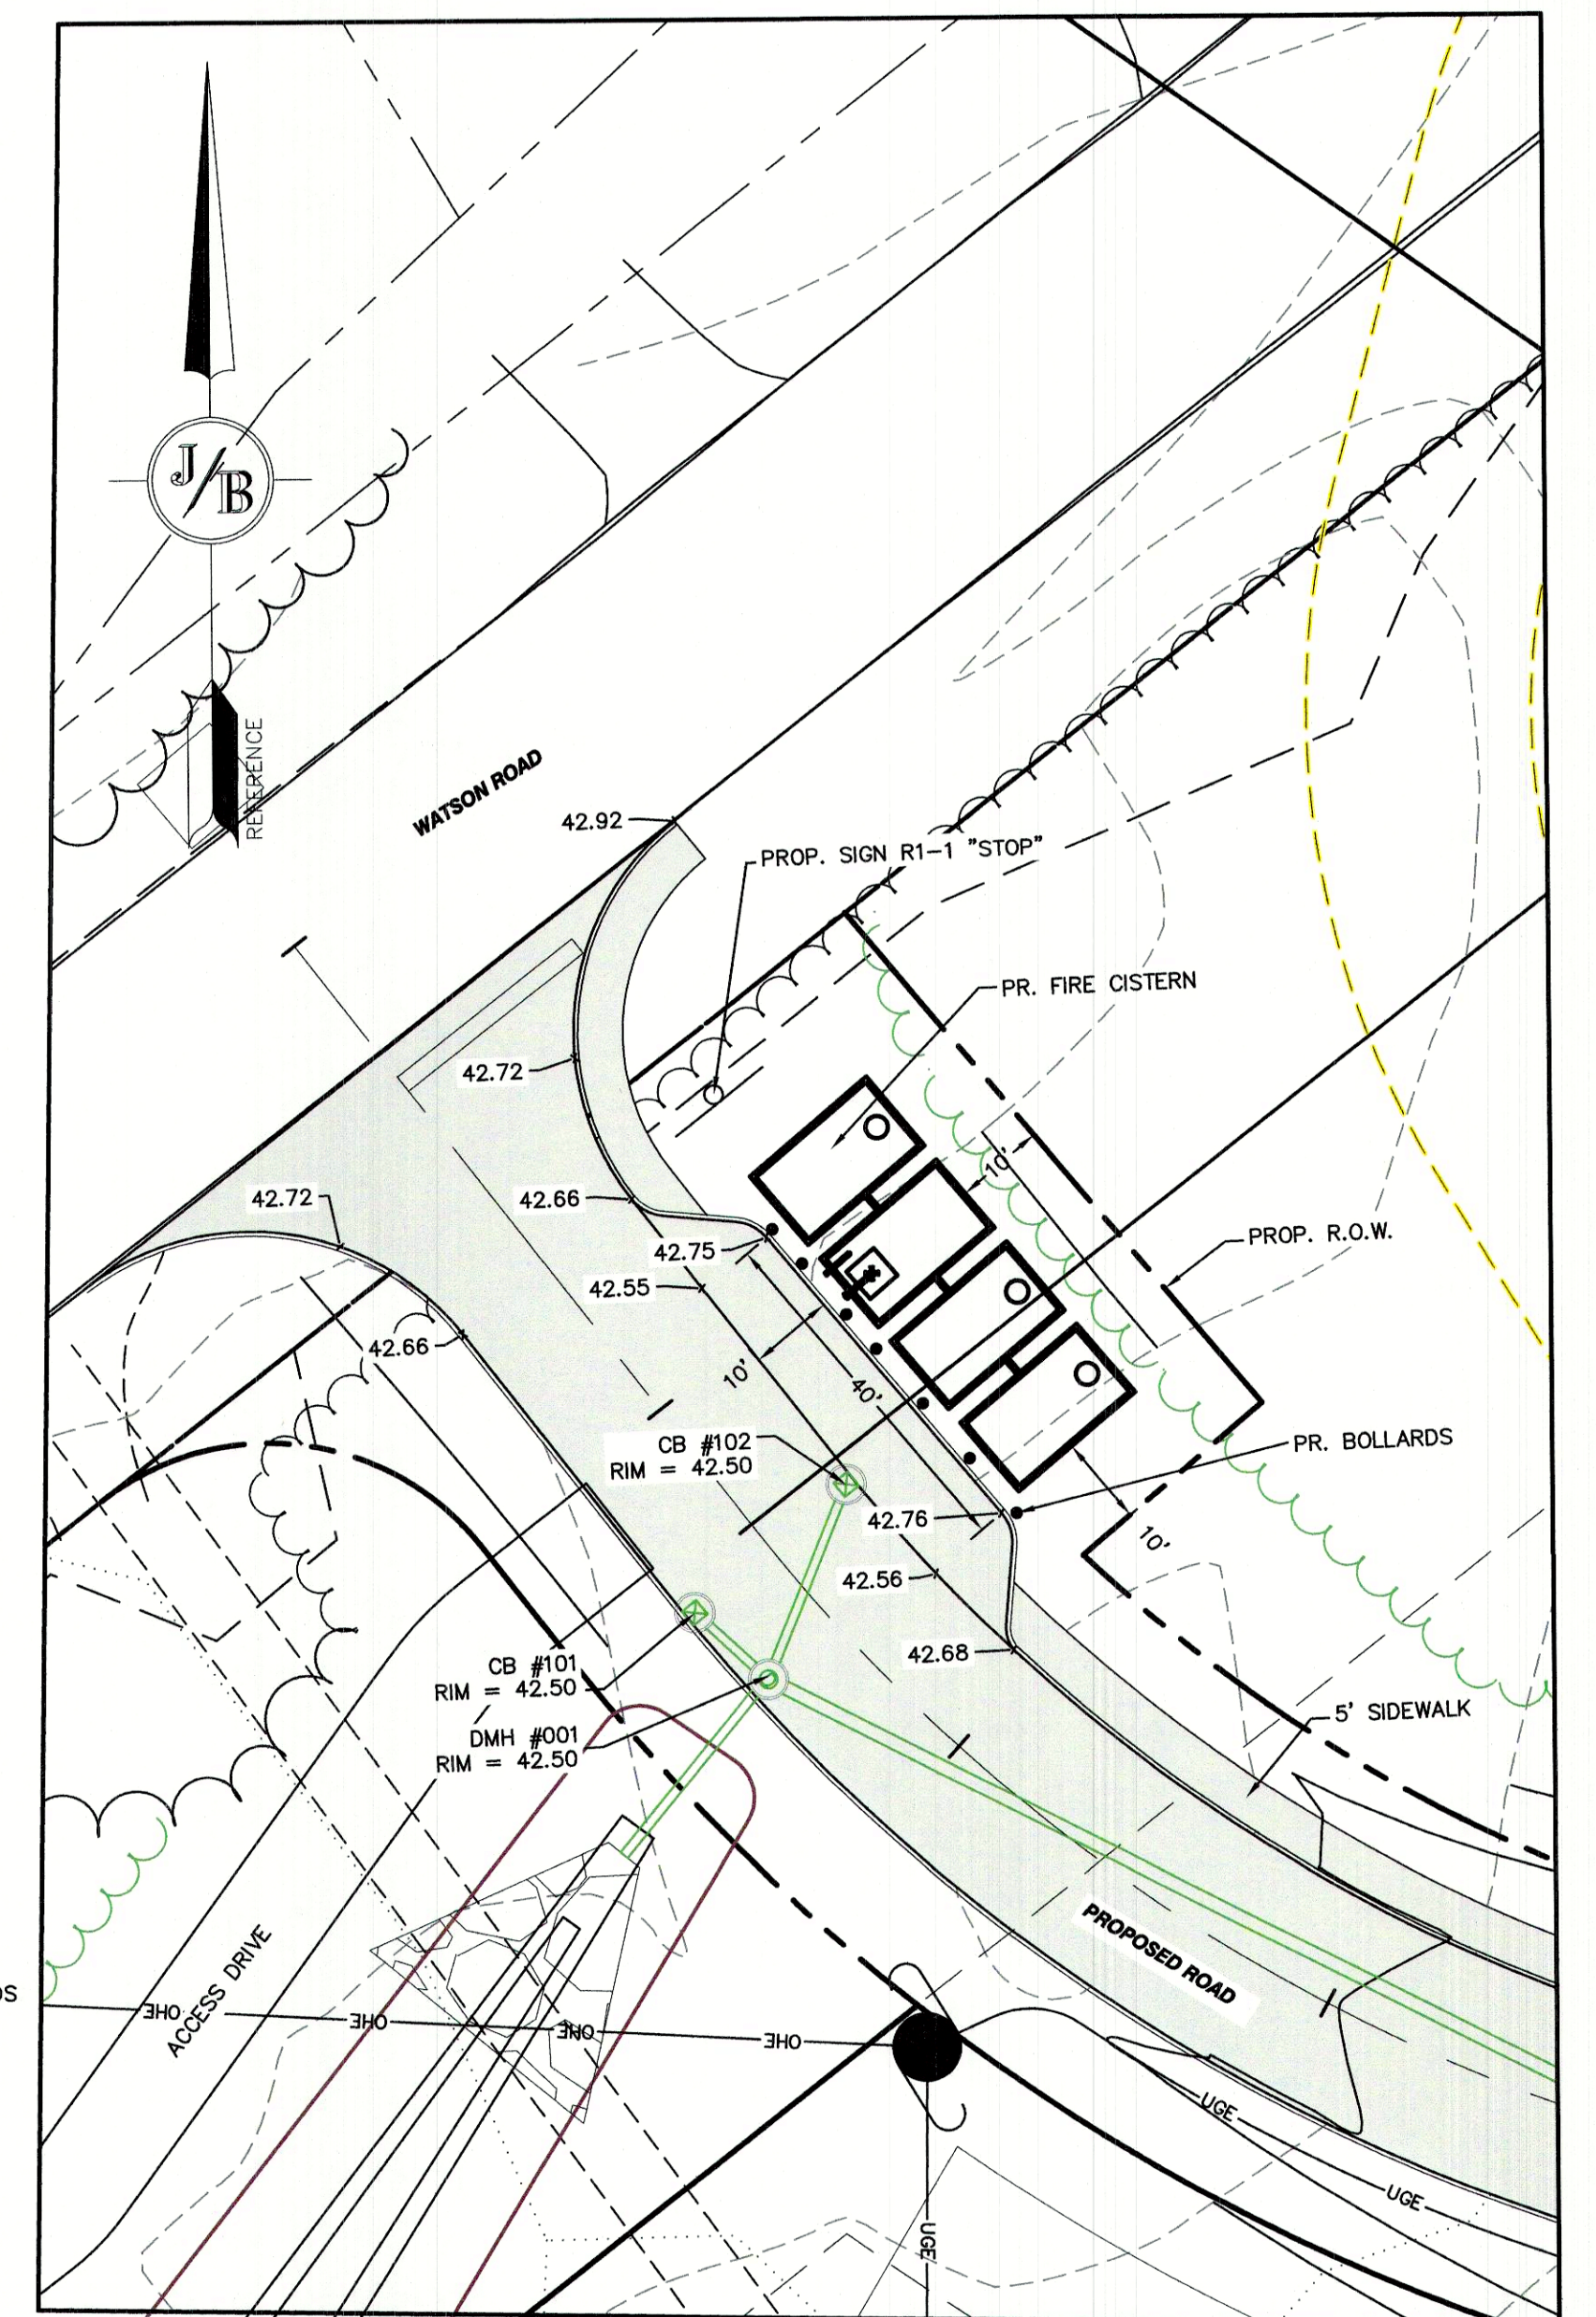 J/B
REFERENCE
WATSON ROAD
42.92
PROP. SIGN R1-1 "STOP"
PR. FIRE CISTERN
42.72
10'
42.72
42.66
42.75
PROP. R.O.W.
42.55
42.66
10'
40'
CB #102
RIM = 42.50
PR. BOLLARDS
42.76
10'
42.56
42.68
CB #101
RIM = 42.50
5' SIDEWALK
DMH #001
RIM = 42.50
PROPOSED ROAD
ACCESS DRIVE
OS
OHE
OHE
OHE
OHE
UGE
UGE
UGE